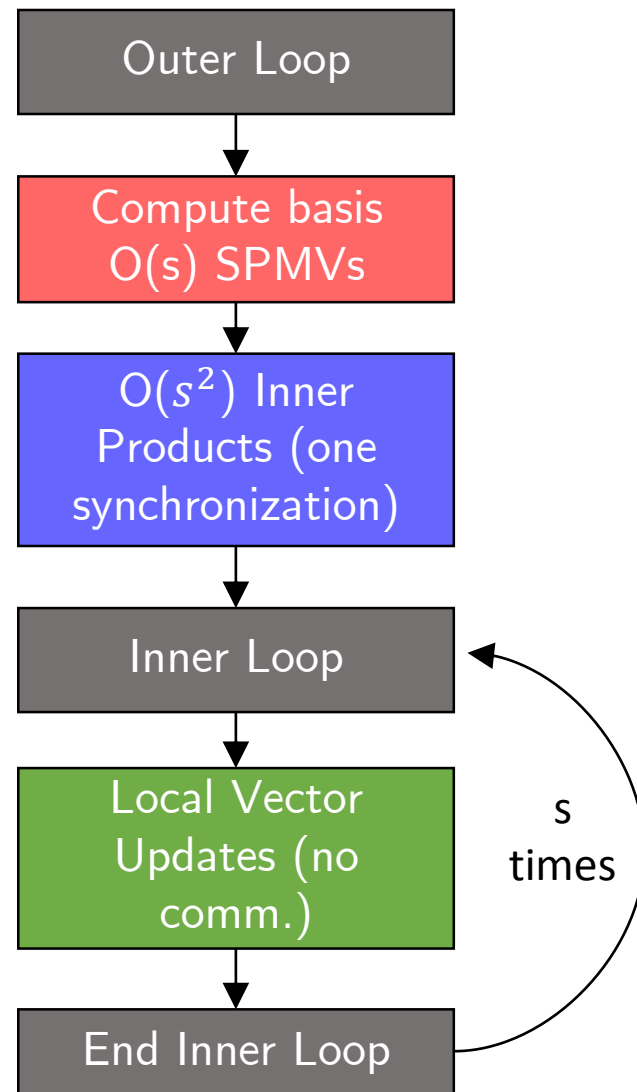 Outer Loop
Compute basis
O(s) SPMVs
O(s²) Inner
Products (one
synchronization)
Inner Loop
Local Vector
Updates (no
comm.)
s
times
End Inner Loop